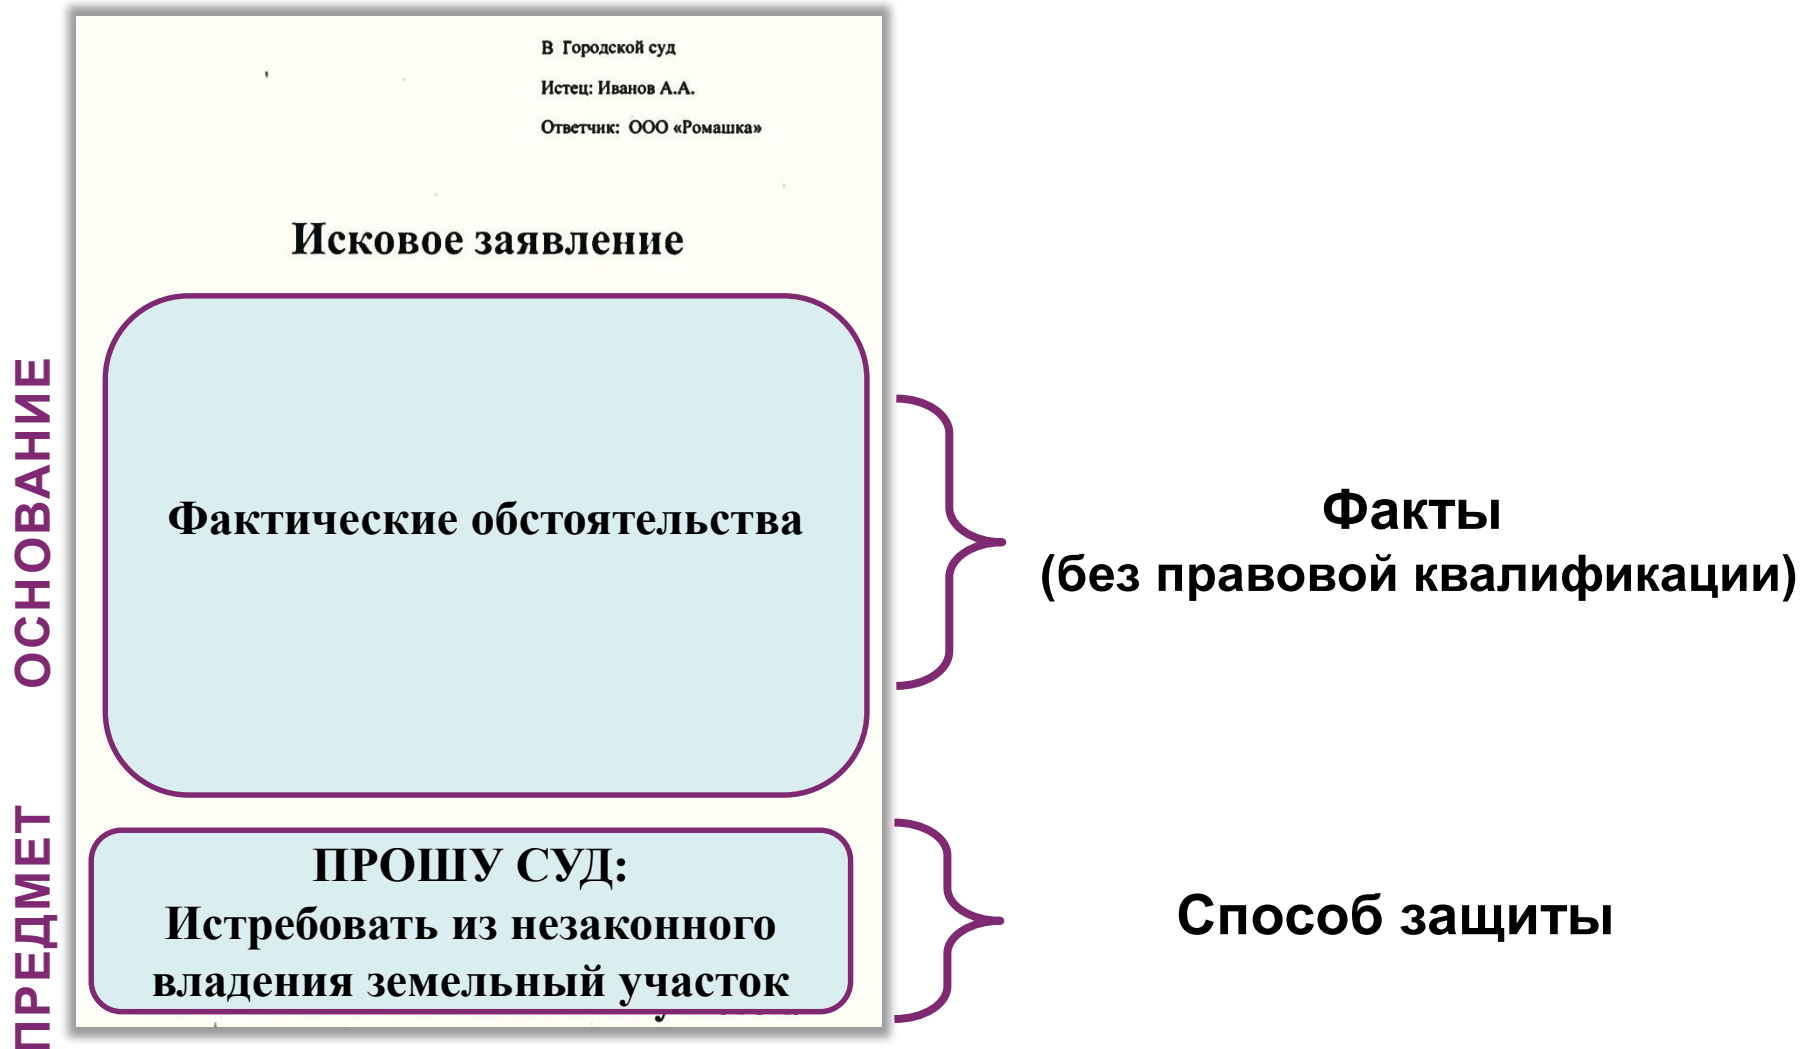 В Городской суд
Истец: Иванов А.А.
Ответчик: ООО «Ромашка»
Исковое заявление
ОСНОВАНИЕ
Фактические обстоятельства
Факты
(без правовой квалификации)
ПРЕДМЕТ
ПРОШУ СУД:
Истребовать из незаконного
владения земельный участок
Способ защиты